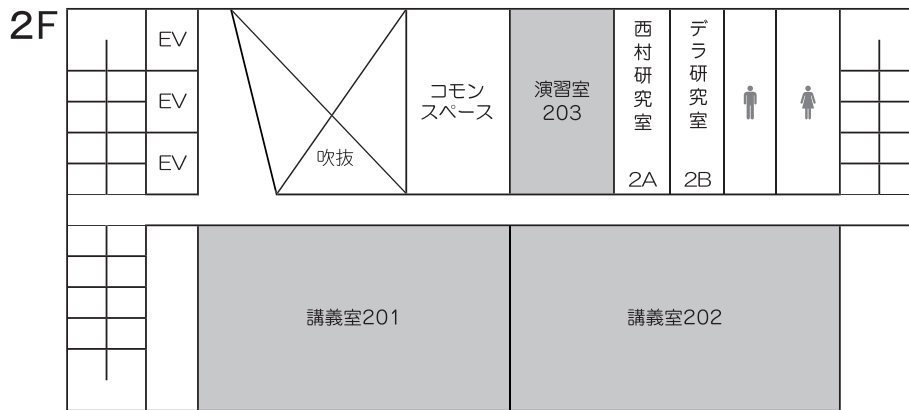 2F
EV
EV
EV
吹抜
コモン
スペース
演習室
203
西村研究室
2A
デラ研究室
2B
講義室201
講義室202